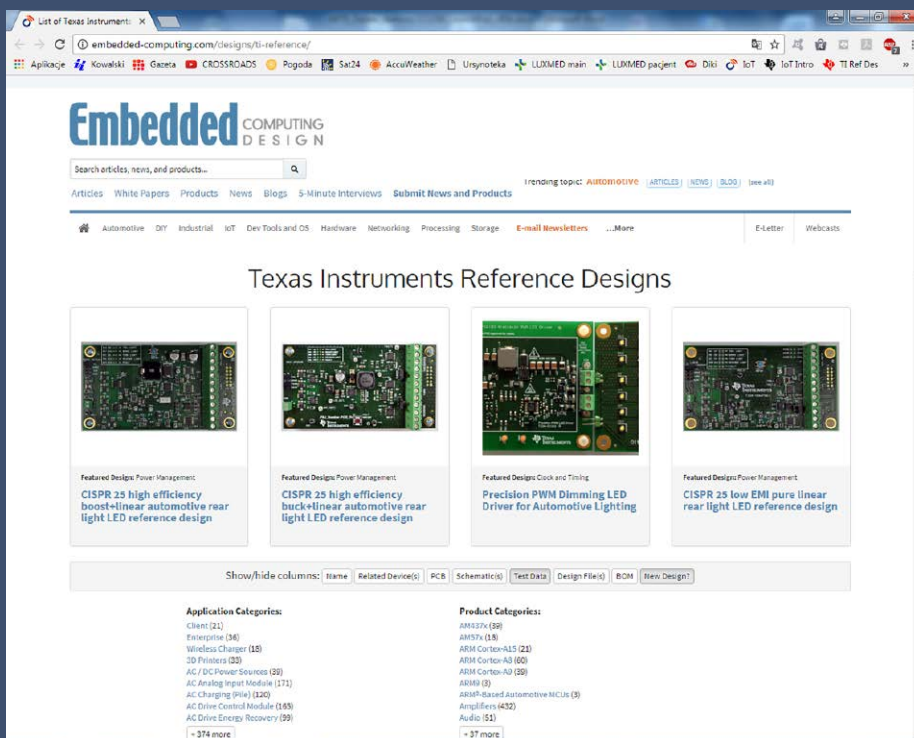 List of Texas Instruments
embedded-computing.com/designs/ti-reference/
Aplikacje Kowalski Gazeta CROSSROADS Pogoda Sat24 AccuWeather Ursynoteka LUXMED main LUXMED pacjent Diki IoT IoT Intro TI Ref Des »
Embedded COMPUTING DESIGN
Search articles, news, and products...
Trending topic: Automotive ARTICLES NEWS BLOG (see all)
Articles White Papers Products News Blogs 5-Minute Interviews Submit News and Products
Automotive DIY Industrial IoT Dev Tools and OS Hardware Networking Processing Storage E-mail Newsletters ...More E-Letter Webcasts
Texas Instruments Reference Designs
Featured Design: Power Management
CISPR 25 high efficiency
boost+linear automotive rear
light LED reference design
Featured Design: Power Management
CISPR 25 high efficiency
buck+linear automotive rear
light LED reference design
Featured Design: Clock and Timing
Precision PWM Dimming LED
Driver for Automotive Lighting
Featured Design: Power Management
CISPR 25 low EMI pure linear
rear light LED reference design
Show/hide columns: Name Related Device(s) PCB Schematic(s) Test Data Design File(s) BOM New Design?
Application Categories:
Client (21)
Enterprise (36)
Wireless Charger (18)
3D Printers (33)
AC / DC Power Sources (39)
AC Analog Input Module (171)
AC Charging (Pile) (120)
AC Drive Control Module (165)
AC Drive Energy Recovery (99)
+ 374 more
Product Categories:
AM437x (39)
AM57x (18)
ARM Cortex-A15 (21)
ARM Cortex-A8 (60)
ARM Cortex-A9 (39)
ARM9 (3)
ARM®-Based Automotive MCUs (3)
Amplifiers (432)
Audio (51)
+ 37 more